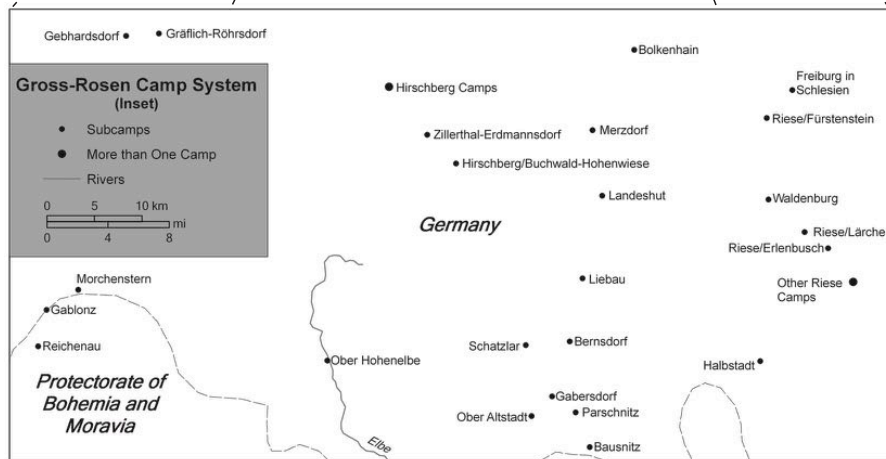 Gebhardsdorf
Gräflich-Röhrsdorf
Bolkenhain
Gross-Rosen Camp System
(Inset)
Subcamps
More than One Camp
Rivers
0 5 10 km
mi
0 4 8
Hirschberg Camps
Freiburg in
Schlesien
Riese/Fürstenstein
Zillerthal-Erdmannsdorf
Merzdorf
Hirschberg/Buchwald-Hohenwiese
Landeshut
Waldenburg
Germany
Riese/Lärche
Riese/Erlenbusch
Morchenstern
Liebau
Other Riese
Camps
Gablonz
Reichenau
Schatzlar
Bernsdorf
Ober Hohenelbe
Halbstadt
Protectorate of
Bohemia and
Moravia
Gabersdorf
Ober Altstadt
Parschnitz
Elbe
Bausnitz